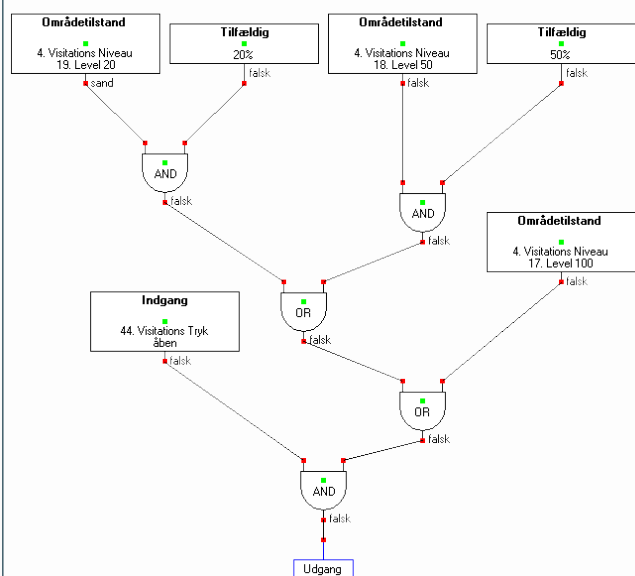 Områdetilstand
4. Visitations Niveau
19. Level 20
sand
Tilfældig
20%
falsk
Områdetilstand
4. Visitations Niveau
18. Level 50
falsk
Tilfældig
50%
falsk
AND
falsk
AND
falsk
Områdetilstand
4. Visitations Niveau
17. Level 100
falsk
Indgang
44. Visitations Tryk
åben
falsk
OR
falsk
OR
falsk
AND
falsk
Udgang